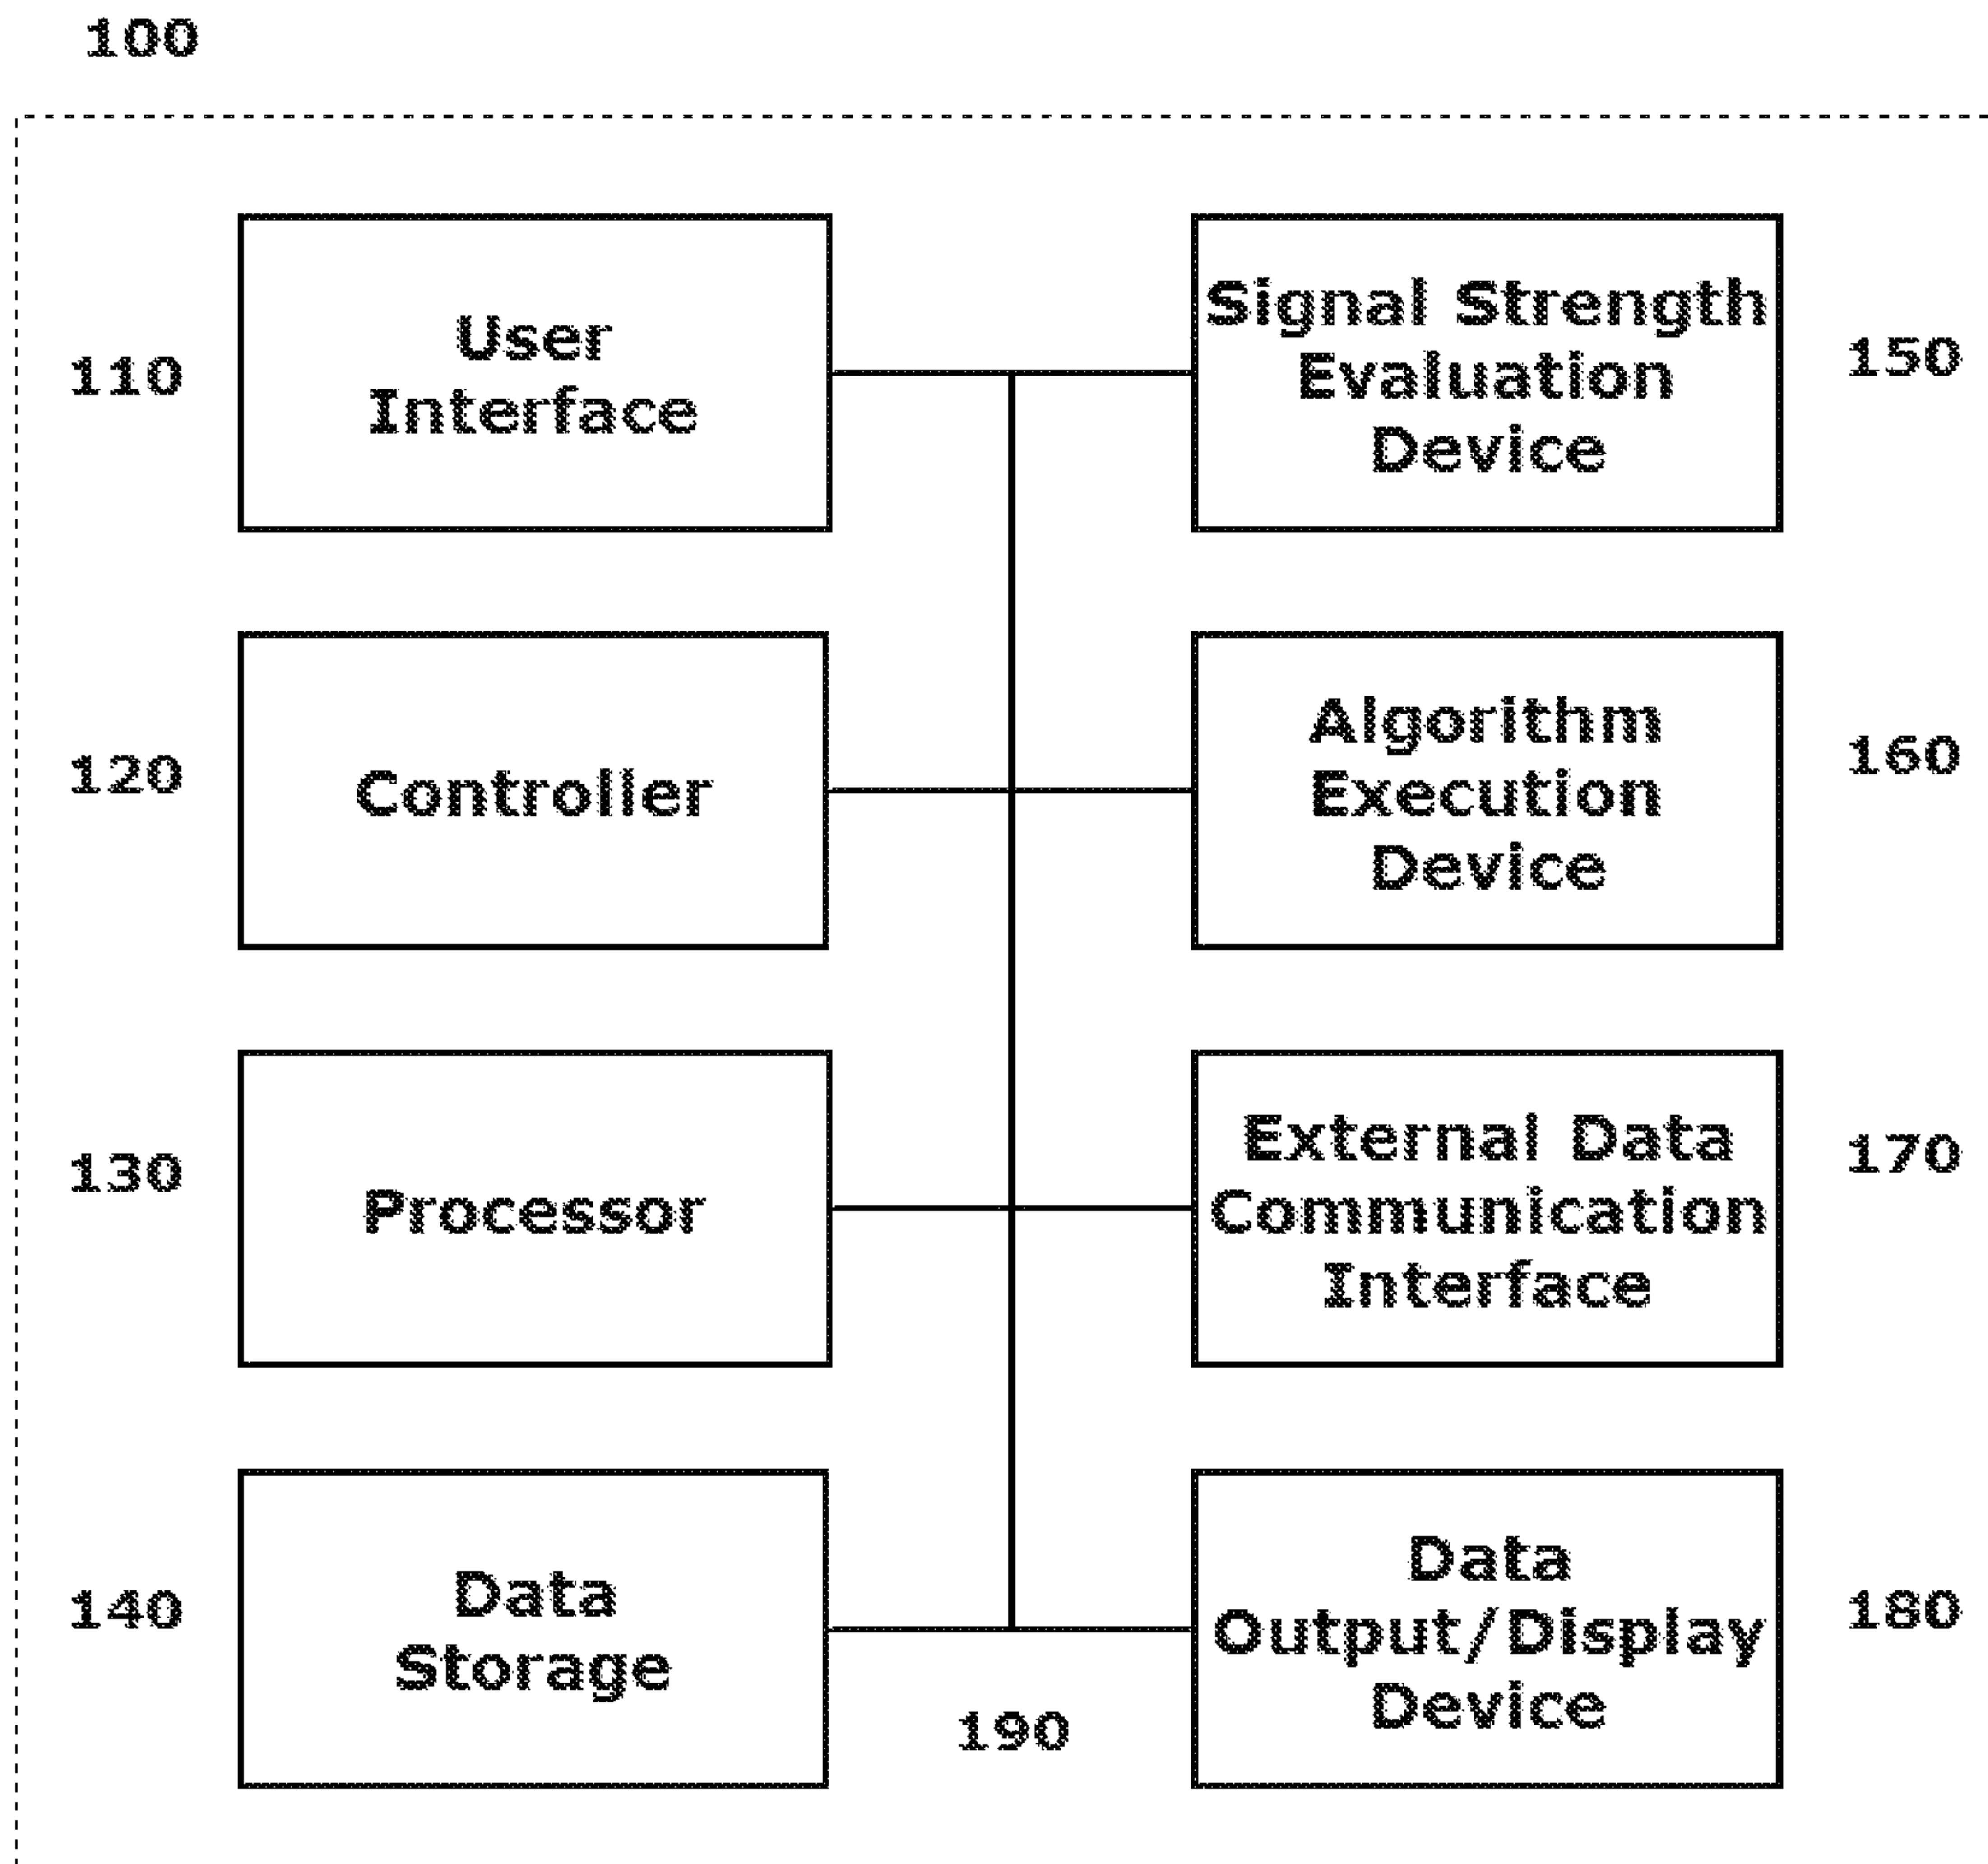 100
110
User
Interface
Signal Strength
Evaluation
Device
150
120
Controller
Algorithm
Execution
Device
160
130
Processor
External Data
Communication
Interface
170
140
Data
Storage
Data
Output/Display
Device
180
190